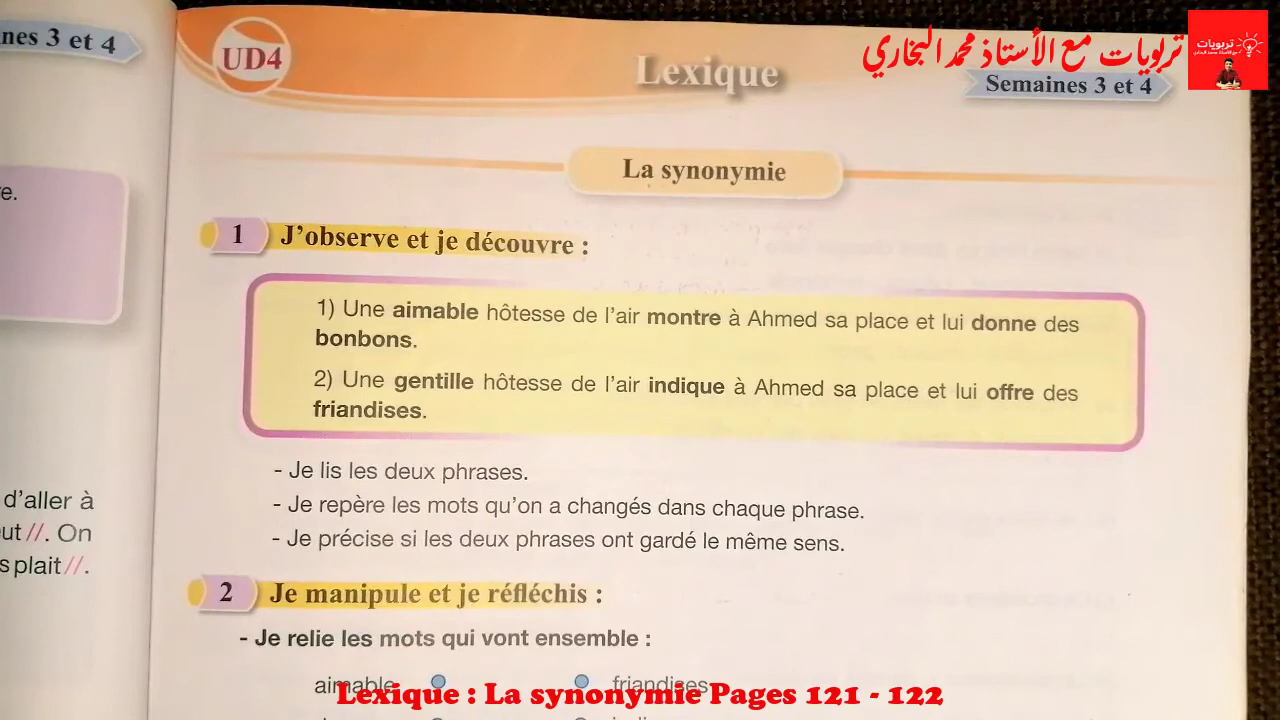 nes 3 et 4
e.
d'aller à
ut //. On
s plait //.
UD4
Lexique
تربويات مع الأستاذ محمد البخاري
تربويات
Semaines 3 et 4
La synonymie
1 J'observe et je découvre :
1) Une aimable hôtesse de l'air montre à Ahmed sa place et lui donne des
bonbons.
2) Une gentille hôtesse de l'air indique à Ahmed sa place et lui offre des
friandises.
- Je lis les deux phrases.
- Je repère les mots qu'on a changés dans chaque phrase.
- Je précise si les deux phrases ont gardé le même sens.
2 Je manipule et je réfléchis :
- Je relie les mots qui vont ensemble :
aimable friandises
Lexique : La synonymie Pages 121 - 122